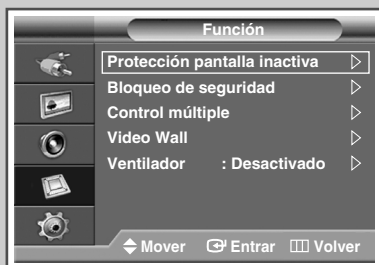 Función
Protección pantalla inactiva
Bloqueo de seguridad
Control múltiple
Video Wall
Ventilador : Desactivado
Mover Entrar Volver